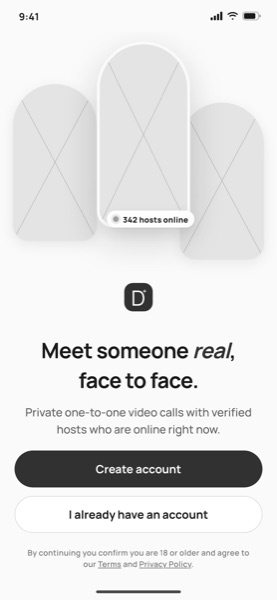 9:41
342 hosts online
D
Meet someone real,
face to face.
Private one-to-one video calls with verified
hosts who are online right now.
Create account
I already have an account
By continuing you confirm you are 18 or older and agree to
our Terms and Privacy Policy.